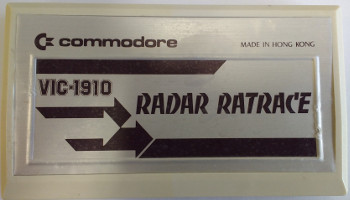 commodore
MADE IN HONG KONG
VIC-1910
RADAR RATRACE